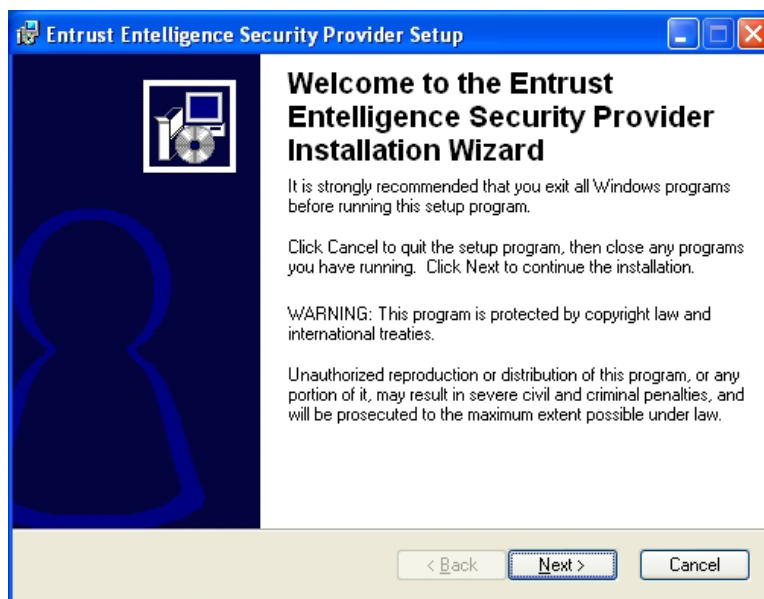 Entrust Entelligence Security Provider Setup
Welcome to the Entrust
Entelligence Security Provider
Installation Wizard
It is strongly recommended that you exit all Windows programs
before running this setup program.
Click Cancel to quit the setup program, then close any programs
you have running.  Click Next to continue the installation.
WARNING: This program is protected by copyright law and
international treaties.
Unauthorized reproduction or distribution of this program, or any
portion of it, may result in severe civil and criminal penalties, and
will be prosecuted to the maximum extent possible under law.
< Back Next > Cancel